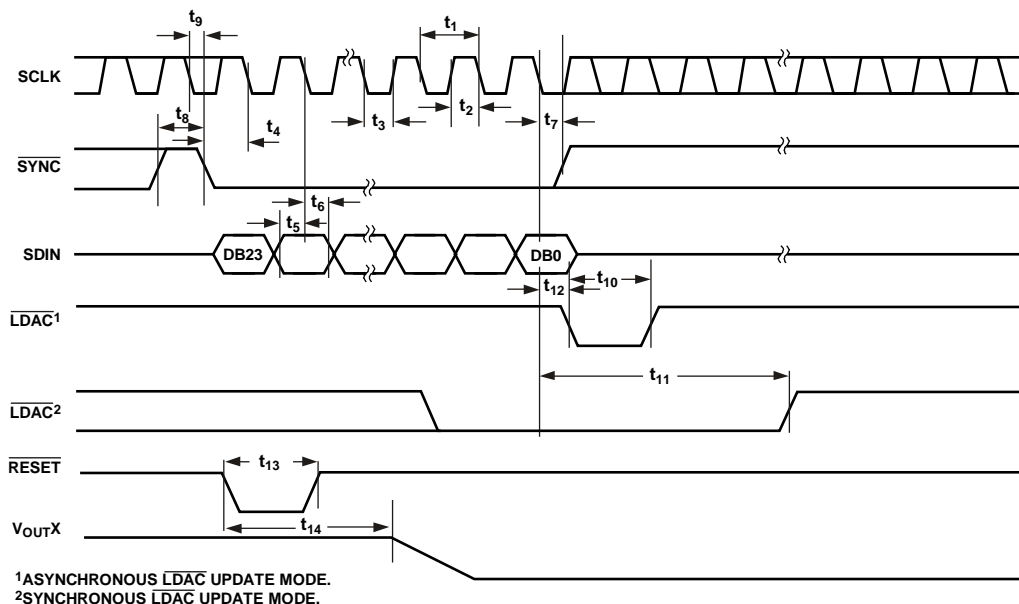 t9
t1
SCLK
t8
t4
t3
t2
t7
SYNC
t6
t5
SDIN
DB23
DB0
t12
t10
LDAC1
t11
LDAC2
RESET
t13
t14
VOUTX
1ASYNCHRONOUS LDAC UPDATE MODE.
2SYNCHRONOUS LDAC UPDATE MODE.